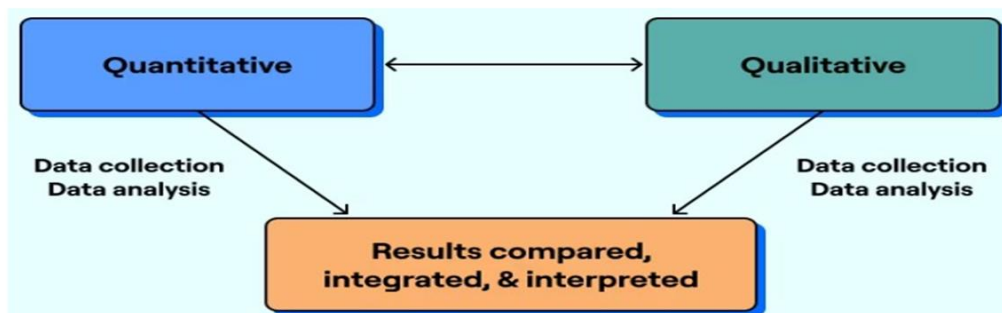 Quantitative
Qualitative
Data collection
Data analysis
Data collection
Data analysis
Results compared,
integrated, & interpreted